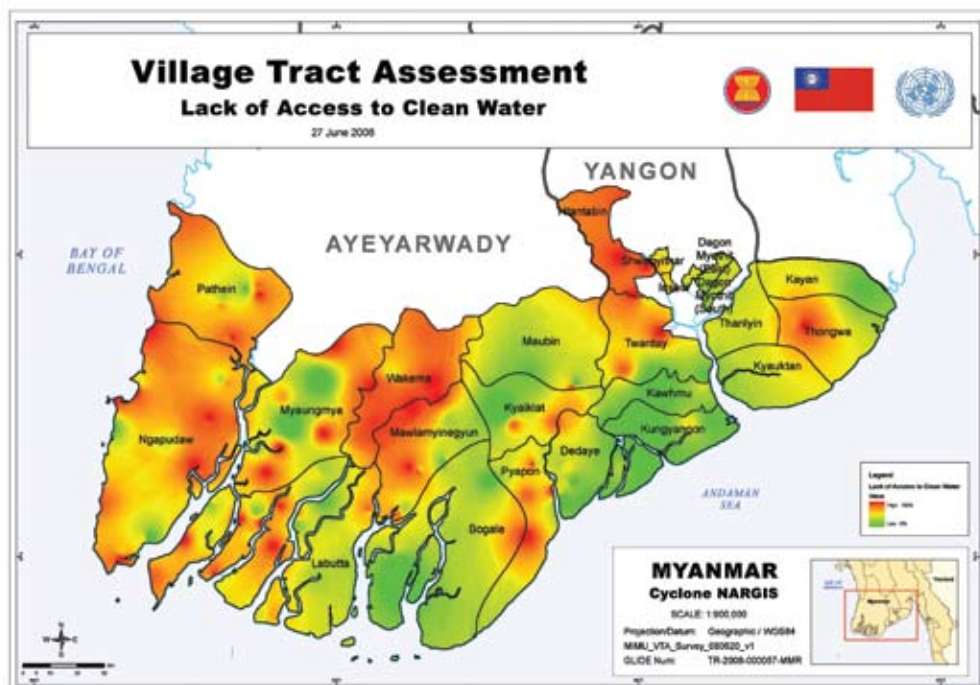 Village Tract Assessment
Lack of Access to Clean Water
27 June 2008
YANGON
AYEYARWADY
BAY OF
BENGAL
Hlantabin
Dagon
Pathein
Kayan
Thanlyin
Thongwa
Maubin
Twantay
Kyauktan
Wakema
Myaungmya
Kyaiklat
Kawhmu
Mawlamyinegyun
Kungyangon
Ngapudaw
Dedaye
Pyapon
Bogale
Labutta
ANDAMAN
SEA
Legend
Lack of Access to Clean Water
Value
MYANMAR
Cyclone NARGIS
SCALE: 1:900,000
Projection/Datum: Geographic / WGS84
MIMU_VTA_Survey_080620_v1
GLIDE Num: TR-2008-000057-MMR
Myanmar
Thailand